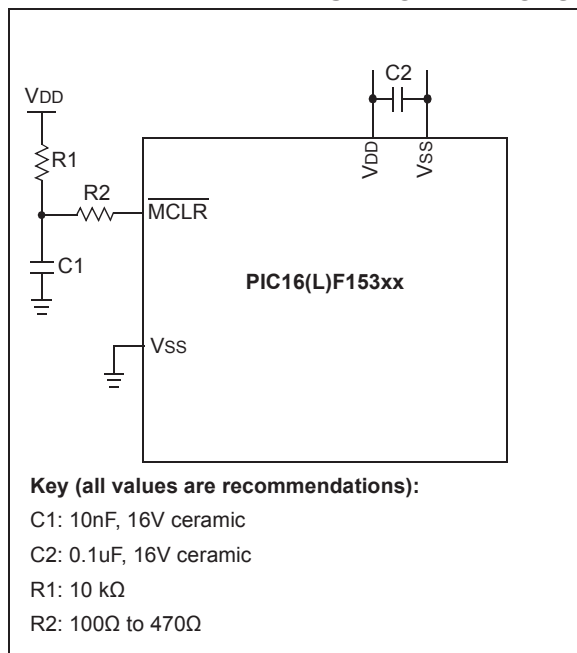 C2
VDD
R1
VDD
VSS
R2
MCLR
C1
PIC16(L)F153xx
Vss
Key (all values are recommendations):
C1: 10nF, 16V ceramic
C2: 0.1uF, 16V ceramic
R1: 10 kΩ
R2: 100Ω to 470Ω